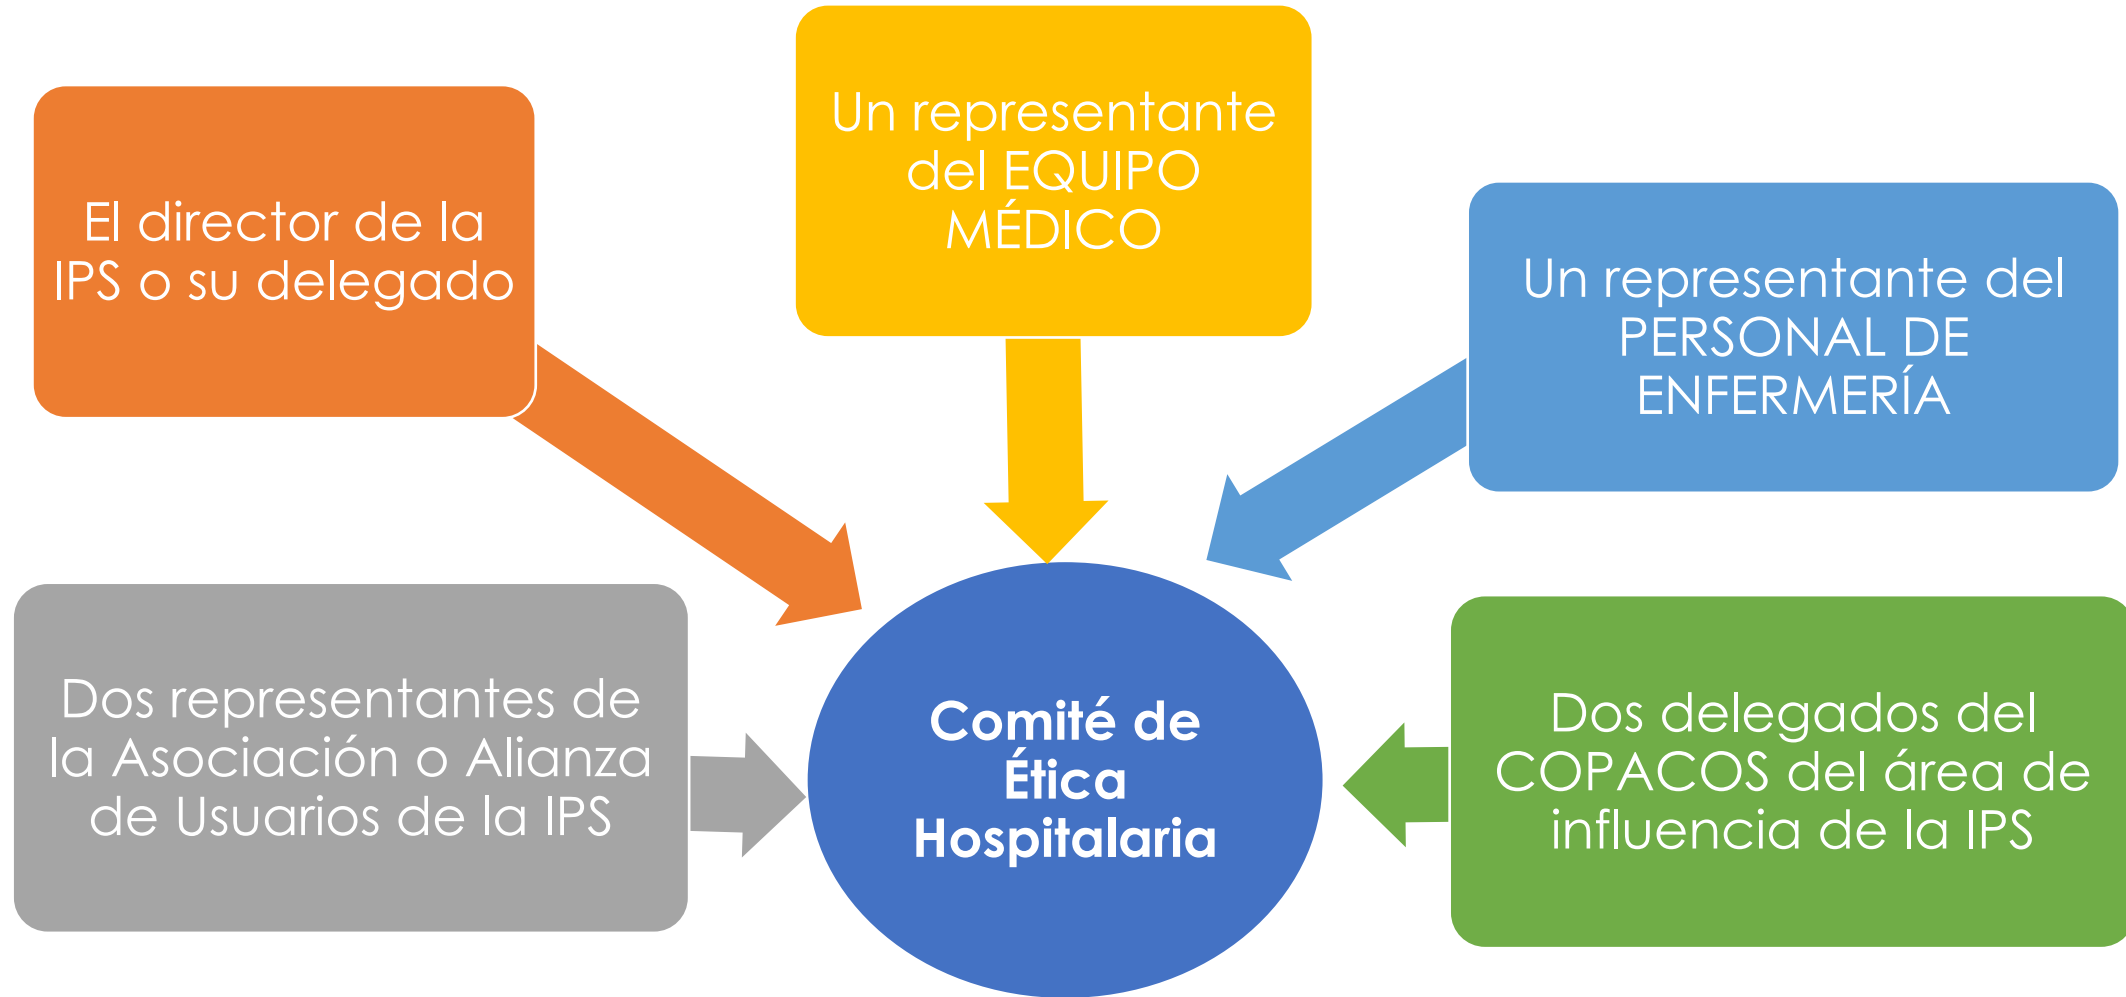 El director de la
IPS o su delegado
Un representante
del EQUIPO
MÉDICO
Un representante del
PERSONAL DE
ENFERMERÍA
Dos representantes de
la Asociación o Alianza
de Usuarios de la IPS
Comité de
Ética
Hospitalaria
Dos delegados del
COPACOS del área de
influencia de la IPS